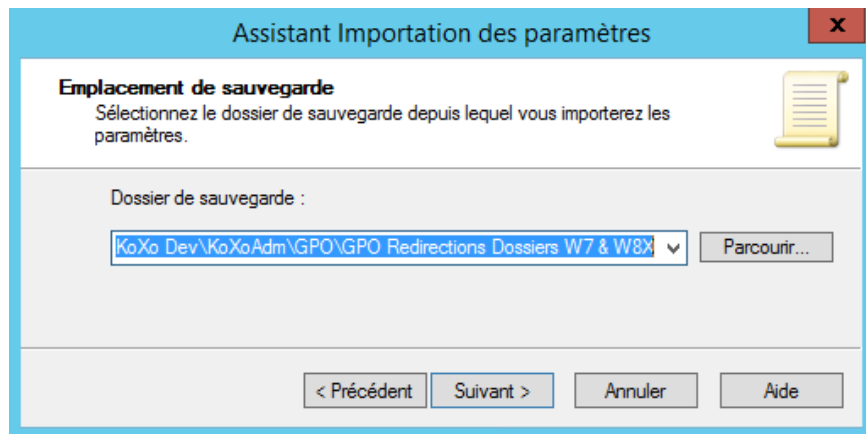 Assistant Importation des paramètres
x
Emplacement de sauvegarde
Sélectionnez le dossier de sauvegarde depuis lequel vous importerez les
paramètres.
Dossier de sauvegarde :
KoXo Dev\KoXoAdm\GPO\GPO Redirections Dossiers W7 & W8X
Parcourir...
< Précédent
Suivant >
Annuler
Aide